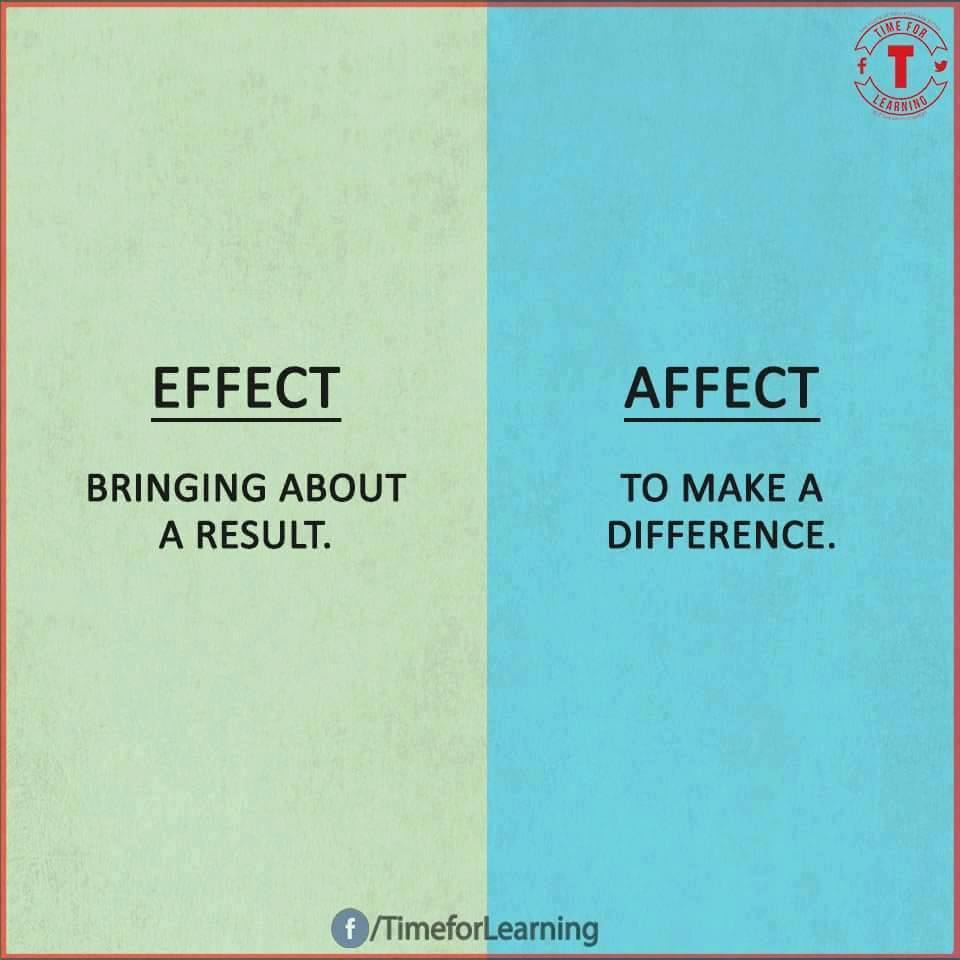 TIME FOR
T
LEARNING
EFFECT
BRINGING ABOUT
A RESULT.
AFFECT
TO MAKE A
DIFFERENCE.
f /TimeforLearning